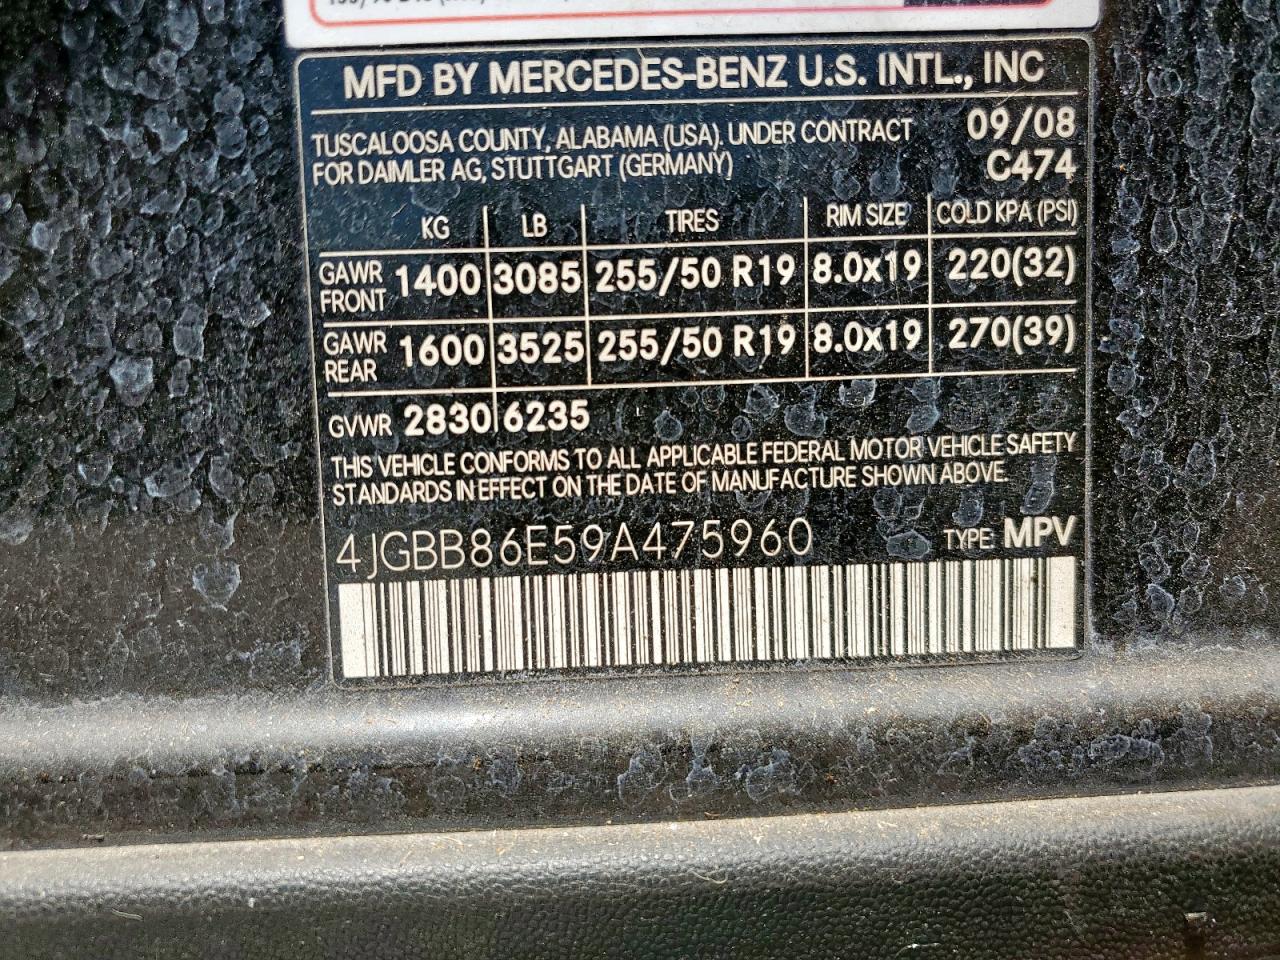 MFD BY MERCEDES-BENZ U.S. INTL., INC
TUSCALOOSA COUNTY, ALABAMA (USA). UNDER CONTRACT 09/08
FOR DAIMLER AG, STUTTGART (GERMANY) C474
KG LB TIRES RIM SIZE COLD KPA (PSI)
GAWR FRONT 1400 3085 255/50 R19 8.0x19 220(32)
GAWR REAR 1600 3525 255/50 R19 8.0x19 270(39)
GVWR 2830 6235
THIS VEHICLE CONFORMS TO ALL APPLICABLE FEDERAL MOTOR VEHICLE SAFETY
STANDARDS IN EFFECT ON THE DATE OF MANUFACTURE SHOWN ABOVE.
4JGBB86E59A475960 TYPE: MPV